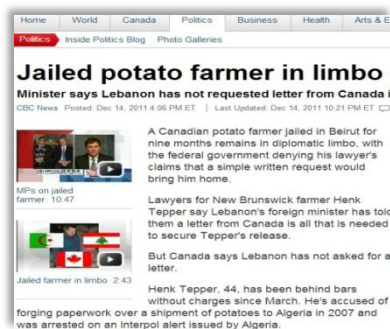 Home World Canada Politics Business Health Arts & E
Politics Inside Politics Blog Photo Galleries
Jailed potato farmer in limbo
Minister says Lebanon has not requested letter from Canada i
CBC News Posted: Dec 14, 2011 4:06 PM ET | Last Updated: Dec 14, 2011 10:21 PM ET
A Canadian potato farmer jailed in Beirut for
nine months remains in diplomatic limbo, with
the federal government denying his lawyer's
claims that a simple written request would
bring him home.
MPs on jailed
farmer 10:47
Lawyers for New Brunswick farmer Henk
Tepper say Lebanon's foreign minister has told
them a letter from Canada is all that is needed
to secure Tepper's release.
But Canada says Lebanon has not asked for a
letter.
Jailed farmer in limbo 2:43
Henk Tepper, 44, has been behind bars
without charges since March. He's accused of
forging paperwork over a shipment of potatoes to Algeria in 2007 and
was arrested on an Interpol alert issued by Algeria.